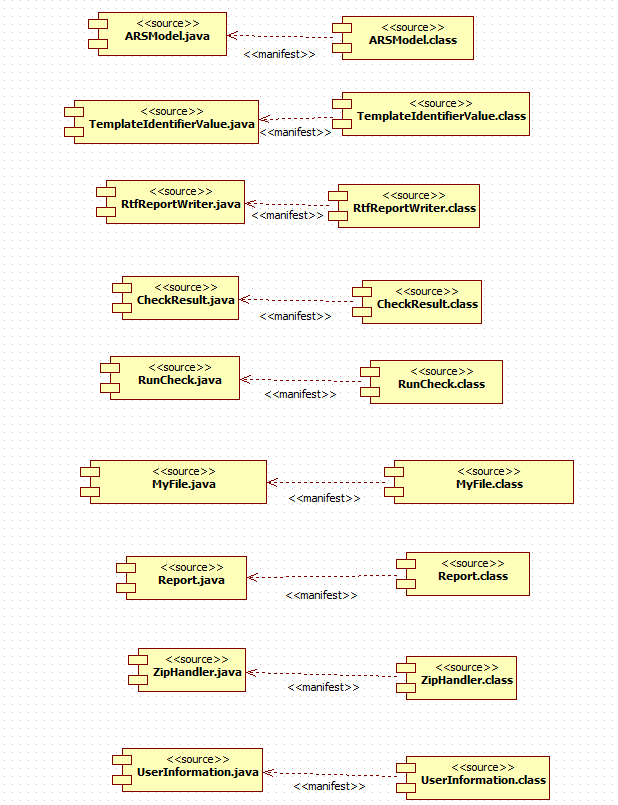 <<source>>
ARSModel.java
<<source>>
ARSModel.class
<<manifest>>
<<source>>
TemplateIdentifierValue.java
<<source>>
TemplateIdentifierValue.class
<<manifest>>
<<source>>
RtfReportWriter.java
<<source>>
RtfReportWriter.class
<<manifest>>
<<source>>
CheckResult.java
<<source>>
CheckResult.class
<<manifest>>
<<source>>
RunCheck.java
<<source>>
RunCheck.class
<<manifest>>
<<source>>
MyFile.java
<<source>>
MyFile.class
<<manifest>>
<<source>>
Report.java
<<source>>
Report.class
<<manifest>>
<<source>>
ZipHandler.java
<<source>>
ZipHandler.class
<<manifest>>
<<source>>
UserInformation.java
<<source>>
UserInformation.class
<<manifest>>